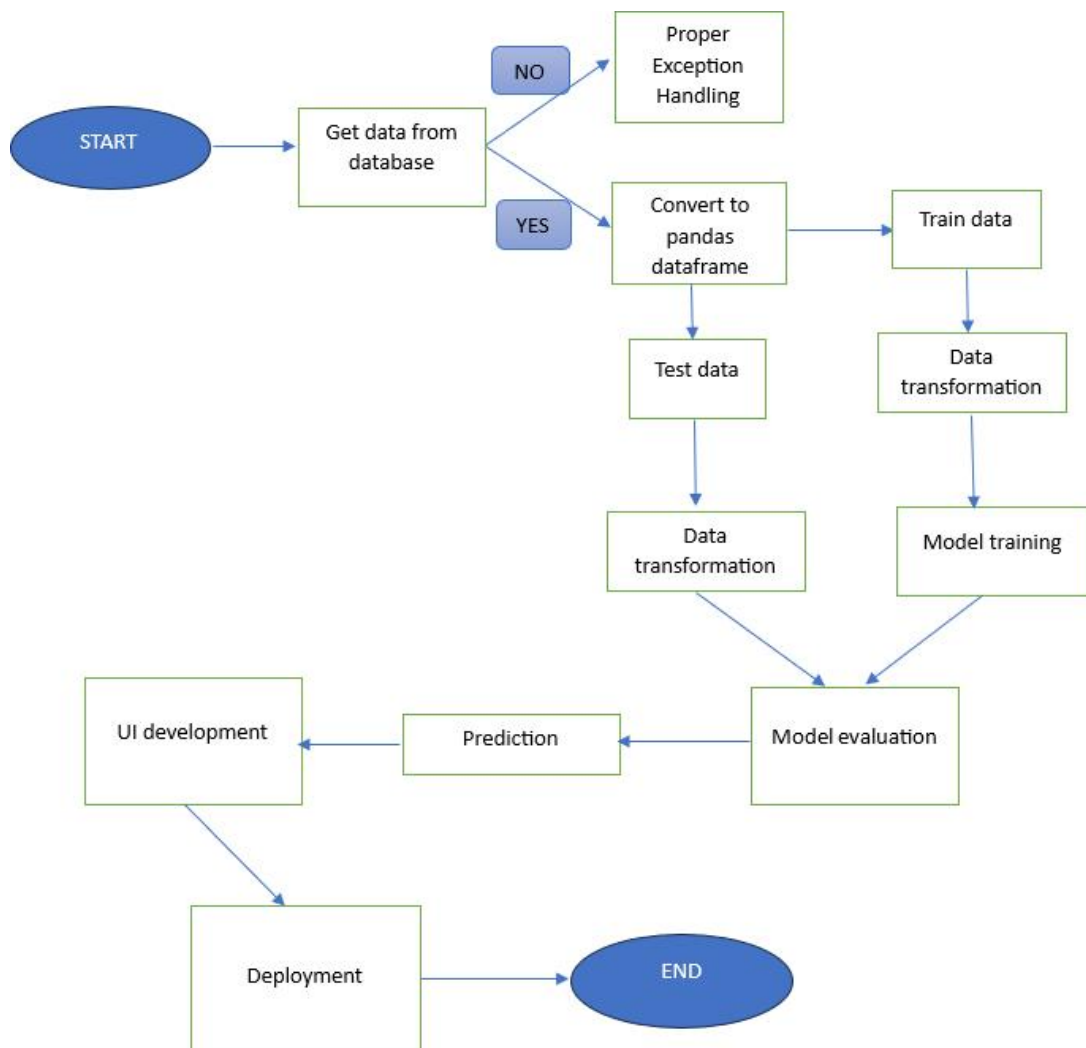 START
Get data from
database
NO
Proper
Exception
Handling
YES
Convert to
pandas
dataframe
Train data
Test data
Data
transformation
Data
transformation
Model training
Model evaluation
Prediction
UI development
Deployment
END